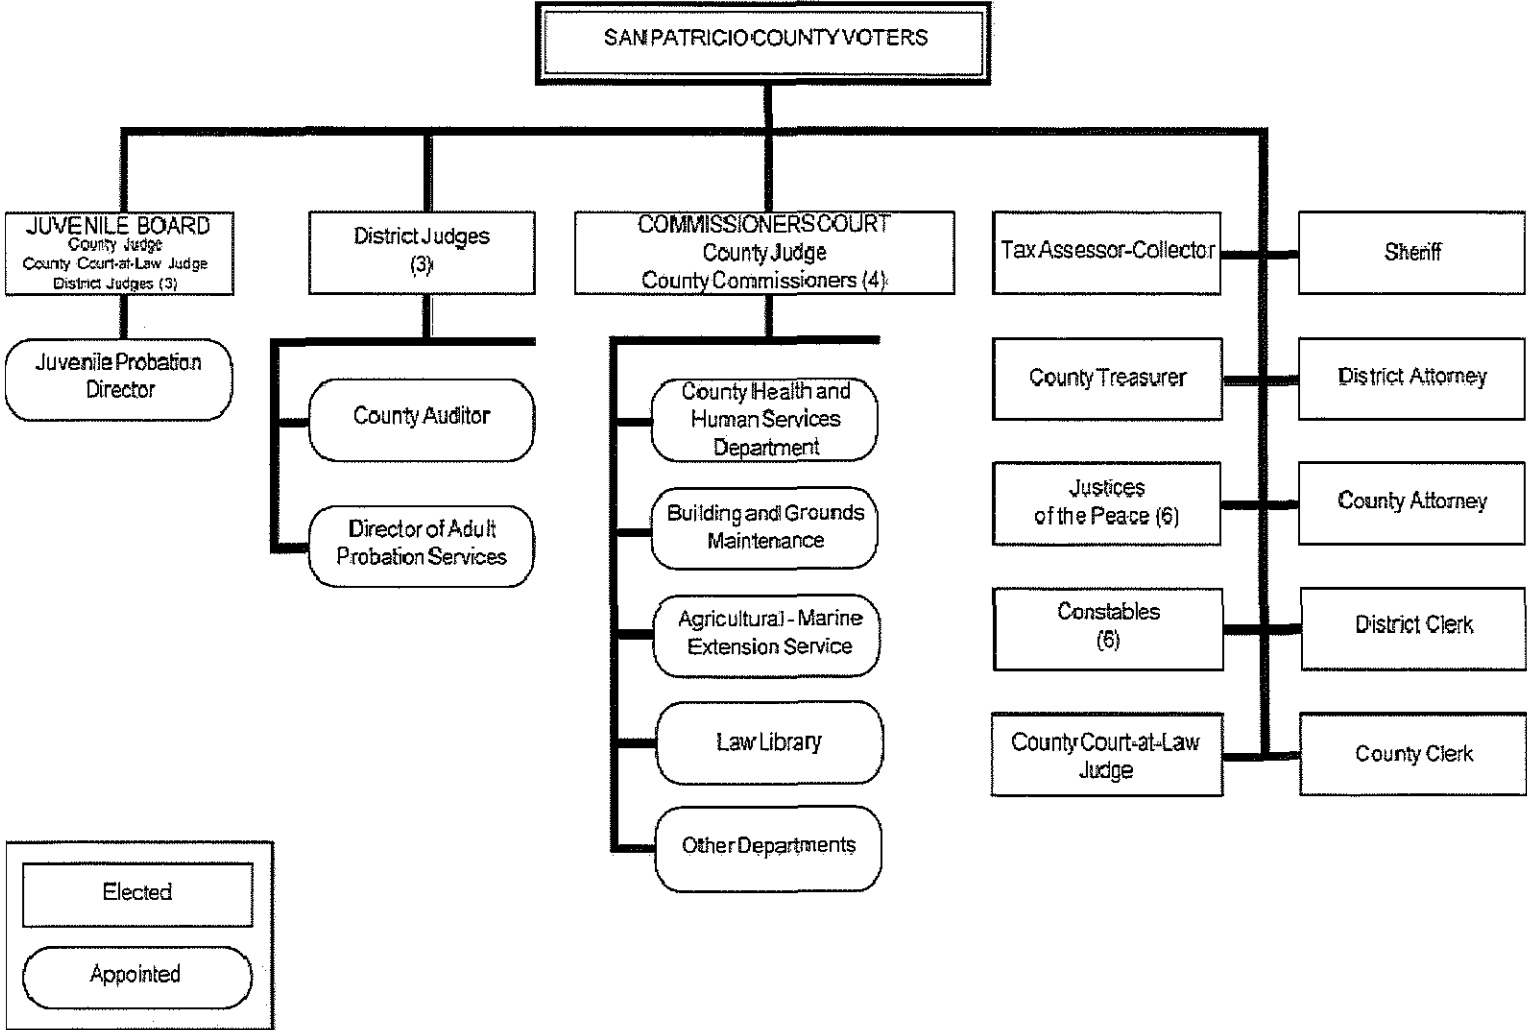 SAN PATRICIO COUNTY VOTERS
JUVENILE BOARD
County Judge
County Court-at-Law Judge
District Judges (3)
Juvenile Probation
Director
District Judges
(3)
County Auditor
Director of Adult
Probation Services
COMMISSIONERS COURT
County Judge
County Commissioners (4)
County Health and
Human Services
Department
Building and Grounds
Maintenance
Agricultural - Marine
Extension Service
Law Library
Other Departments
Tax Assessor-Collector
Sheriff
County Treasurer
District Attorney
Justices
of the Peace (6)
County Attorney
Constables
(6)
District Clerk
County Court-at-Law
Judge
County Clerk
Elected
Appointed